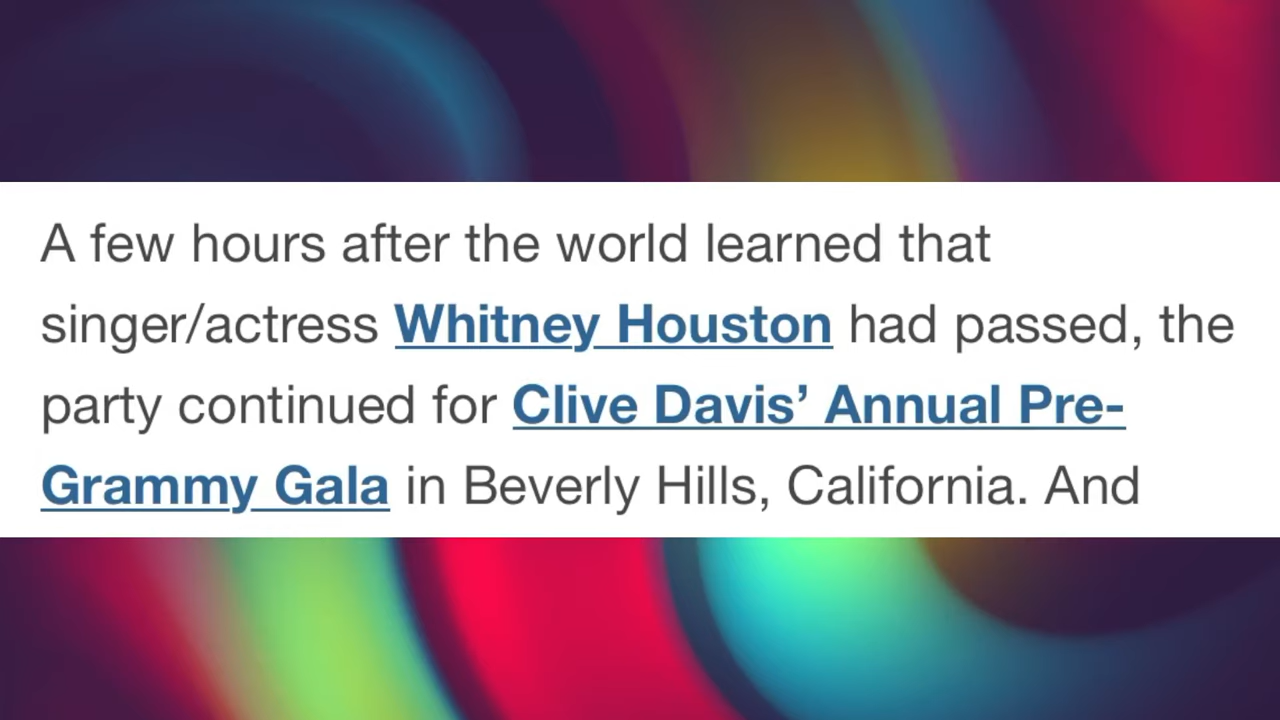 A few hours after the world learned that
singer/actress Whitney Houston had passed, the
party continued for Clive Davis’ Annual Pre-
Grammy Gala in Beverly Hills, California. And